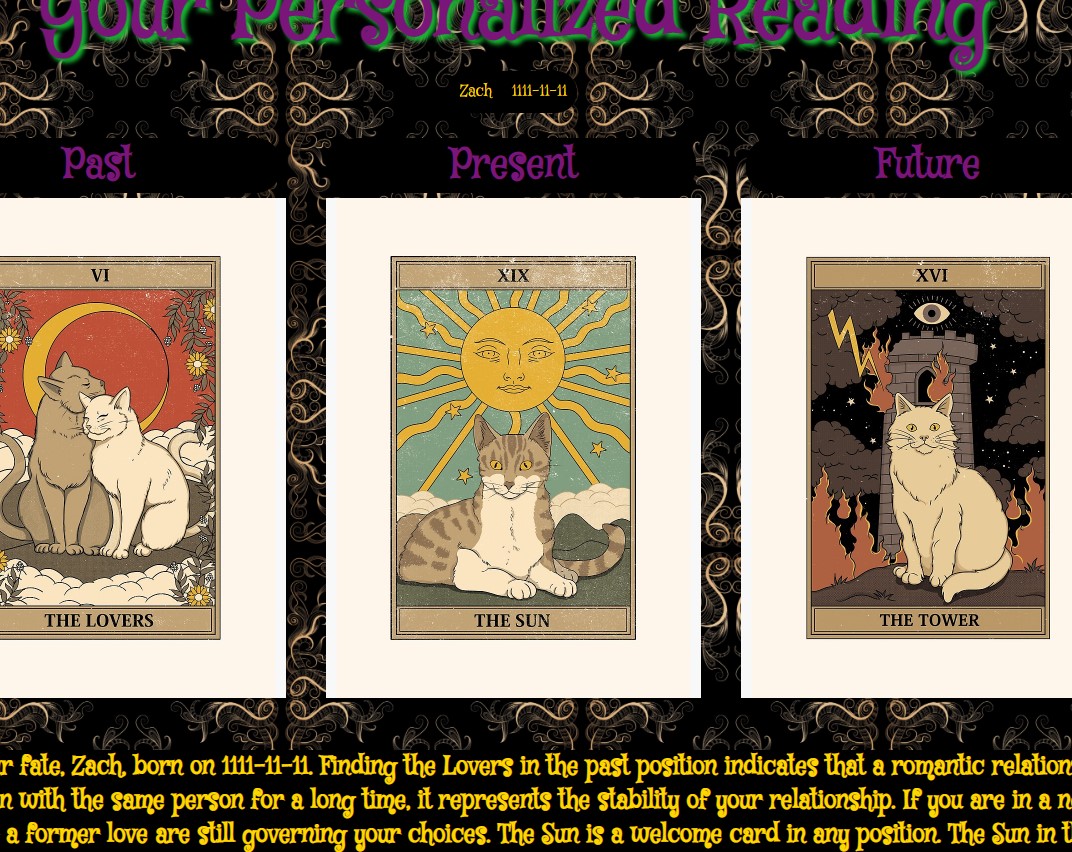 Your Personalized Reading
Zach 1111-11-11
Past Present Future
VI
THE LOVERS
XIX
THE SUN
XVI
THE TOWER
fate, Zach, born on 1111-11-11. Finding the Lovers in the past position indicates that a romantic
with the same person for a long time, it represents the stability of your relationship. If you are in a
a former love are still governing your choices. The Sun is a welcome card in any position. The Sun in